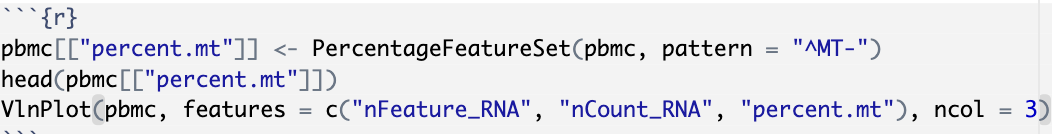 ```{r}
pbmc[["percent.mt"]] <- PercentageFeatureSet(pbmc, pattern = "^MT-")
head(pbmc[["percent.mt"]])
VlnPlot(pbmc, features = c("nFeature_RNA", "nCount_RNA", "percent.mt"), ncol = 3)
```